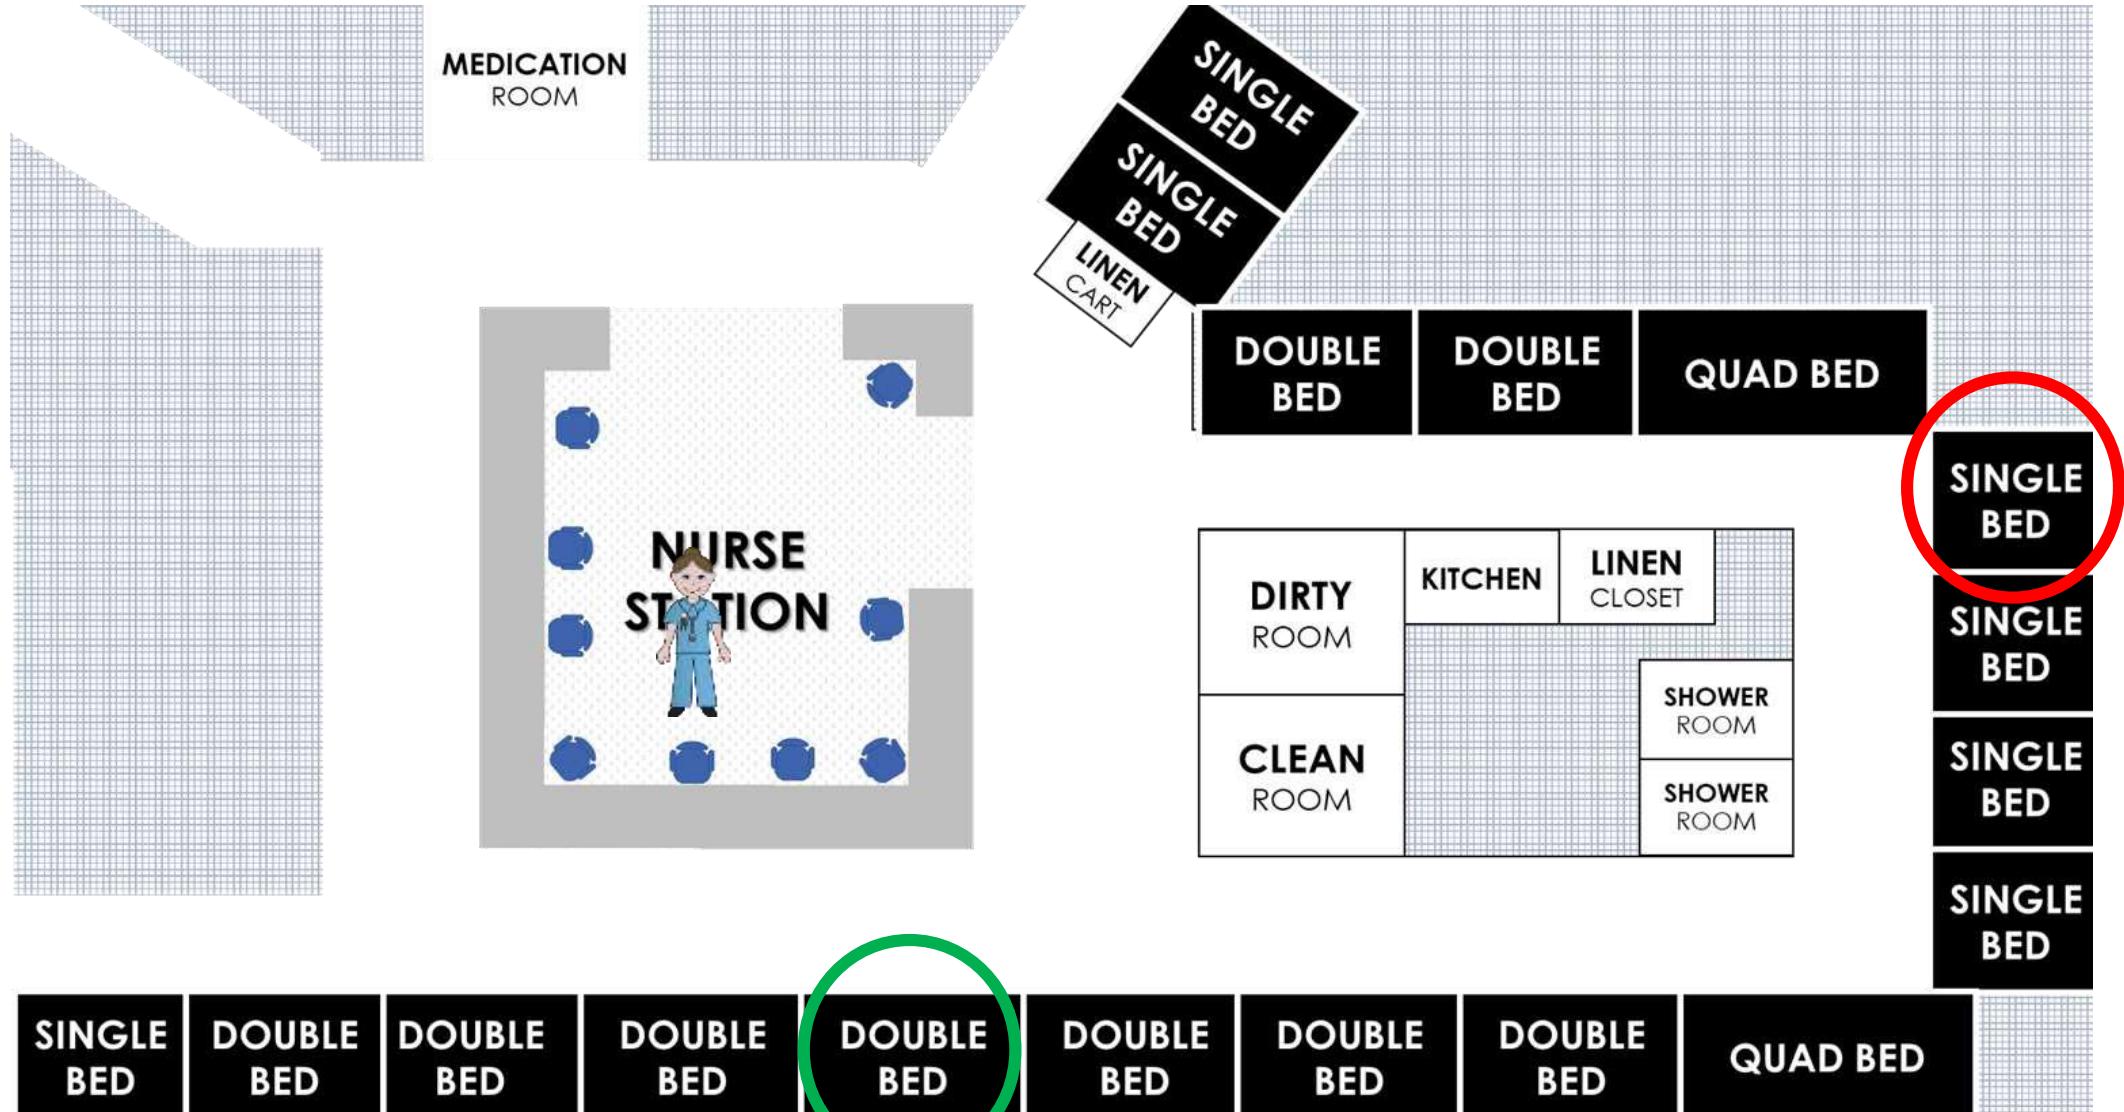 MEDICATION
ROOM
SINGLE
BED
SINGLE
BED
LINEN
CART
DOUBLE
BED
DOUBLE
BED
QUAD BED
SINGLE
BED
NURSE
STATION
DIRTY
ROOM
KITCHEN
LINEN
CLOSET
SINGLE
BED
SHOWER
ROOM
CLEAN
ROOM
SHOWER
ROOM
SINGLE
BED
SINGLE
BED
SINGLE
BED
DOUBLE
BED
DOUBLE
BED
DOUBLE
BED
DOUBLE
BED
DOUBLE
BED
DOUBLE
BED
DOUBLE
BED
QUAD BED